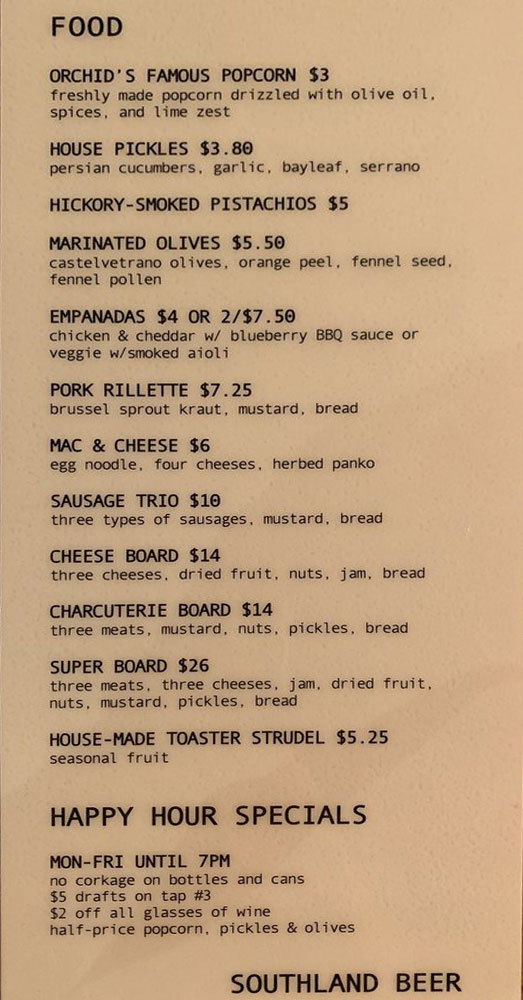 FOOD
ORCHID'S FAMOUS POPCORN $3
freshly made popcorn drizzled with olive oil,
spices, and lime zest
HOUSE PICKLES $3.80
persian cucumbers, garlic, bayleaf, serrano
HICKORY-SMOKED PISTACHIOS $5
MARINATED OLIVES $5.50
castelvetrano olives, orange peel, fennel seed,
fennel pollen
EMPANADAS $4 OR 2/$7.50
chicken & cheddar w/ blueberry BBQ sauce or
veggie w/smoked aioli
PORK RILLETTE $7.25
brussel sprout kraut, mustard, bread
MAC & CHEESE $6
egg noodle, four cheeses, herbed panko
SAUSAGE TRIO $10
three types of sausages, mustard, bread
CHEESE BOARD $14
three cheeses, dried fruit, nuts, jam, bread
CHARCUTERIE BOARD $14
three meats, mustard, nuts, pickles, bread
SUPER BOARD $26
three meats, three cheeses, jam, dried fruit,
nuts, mustard, pickles, bread
HOUSE-MADE TOASTER STRUDEL $5.25
seasonal fruit
HAPPY HOUR SPECIALS
MON-FRI UNTIL 7PM
no corkage on bottles and cans
$5 drafts on tap #3
$2 off all glasses of wine
half-price popcorn, pickles & olives
SOUTHLAND BEER